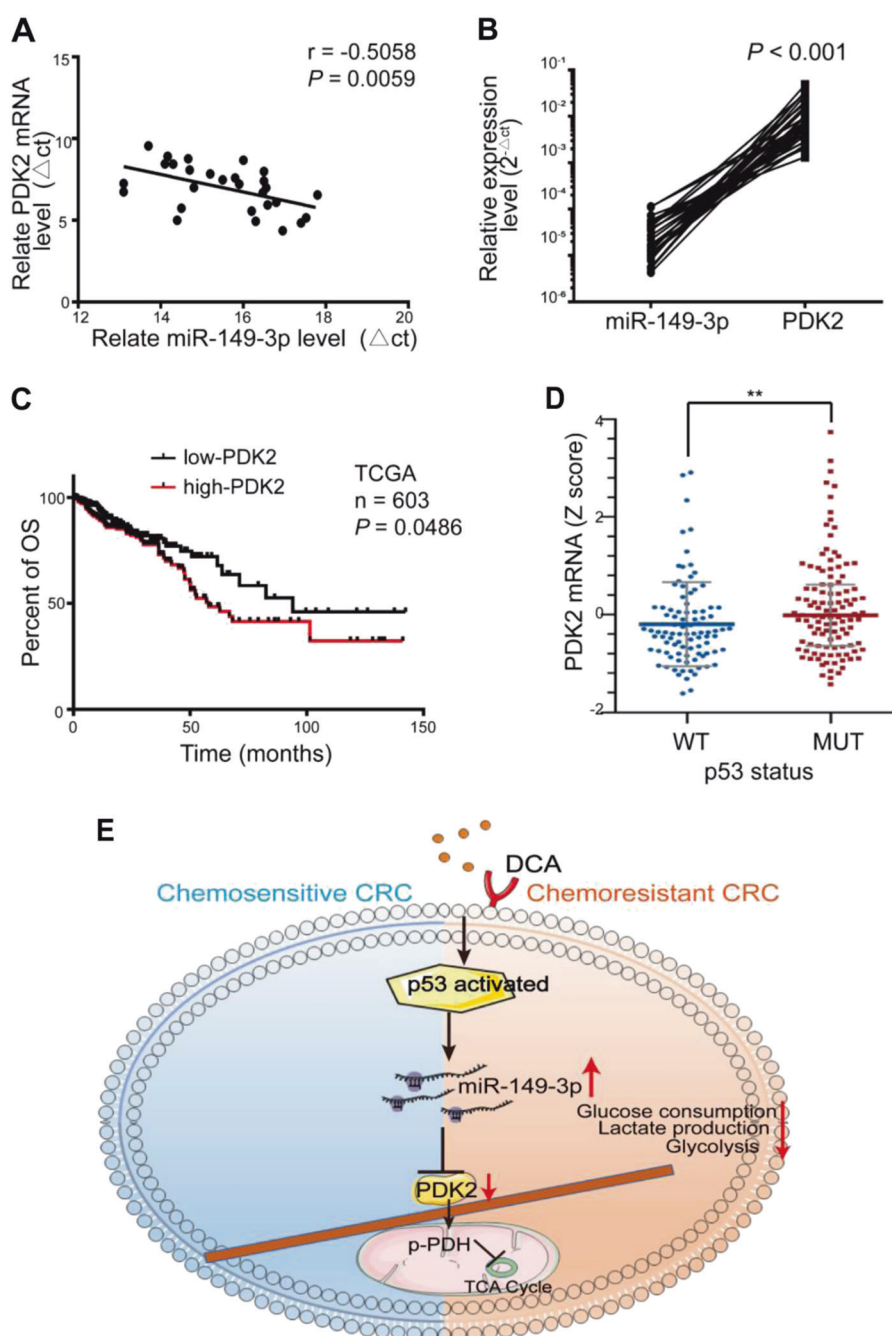 A
r = -0.5058
P = 0.0059
Relate PDK2 mRNA
level (△ct)
15
10
5
0
12
14
16
18
20
Relate miR-149-3p level (△ct)
B
P < 0.001
Relative expression
level (2-△ct)
10-1
10-2
10-3
10-4
10-5
10-6
miR-149-3p
PDK2
C
low-PDK2
high-PDK2
TCGA
n = 603
P = 0.0486
Percent of OS
100
50
0
0
50
100
150
Time (months)
D
**
PDK2 mRNA (Z score)
4
2
0
-2
WT
MUT
p53 status
E
DCA
Chemosensitive CRC
Chemoresistant CRC
p53 activated
miR-149-3p
Glucose consumption
Lactate production
Glycolysis
PDK2
p-PDH
TCA Cycle